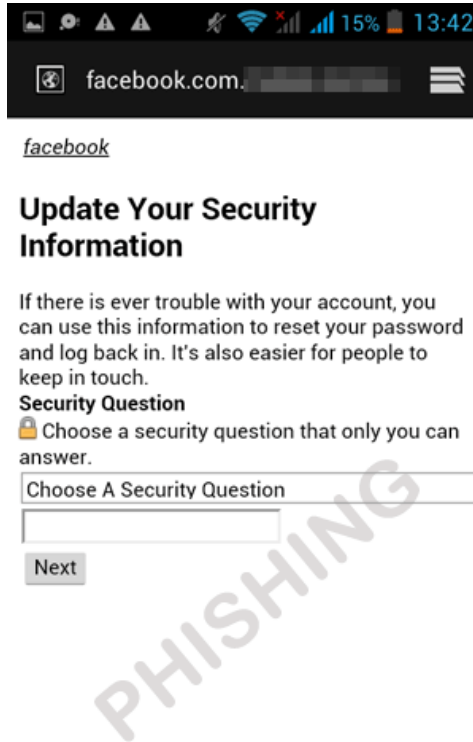 15% 13:42
facebook.com.
facebook
Update Your Security
Information
If there is ever trouble with your account, you
can use this information to reset your password
and log back in. It's also easier for people to
keep in touch.
Security Question
Choose a security question that only you can
answer.
Choose A Security Question
Next
PHISHING